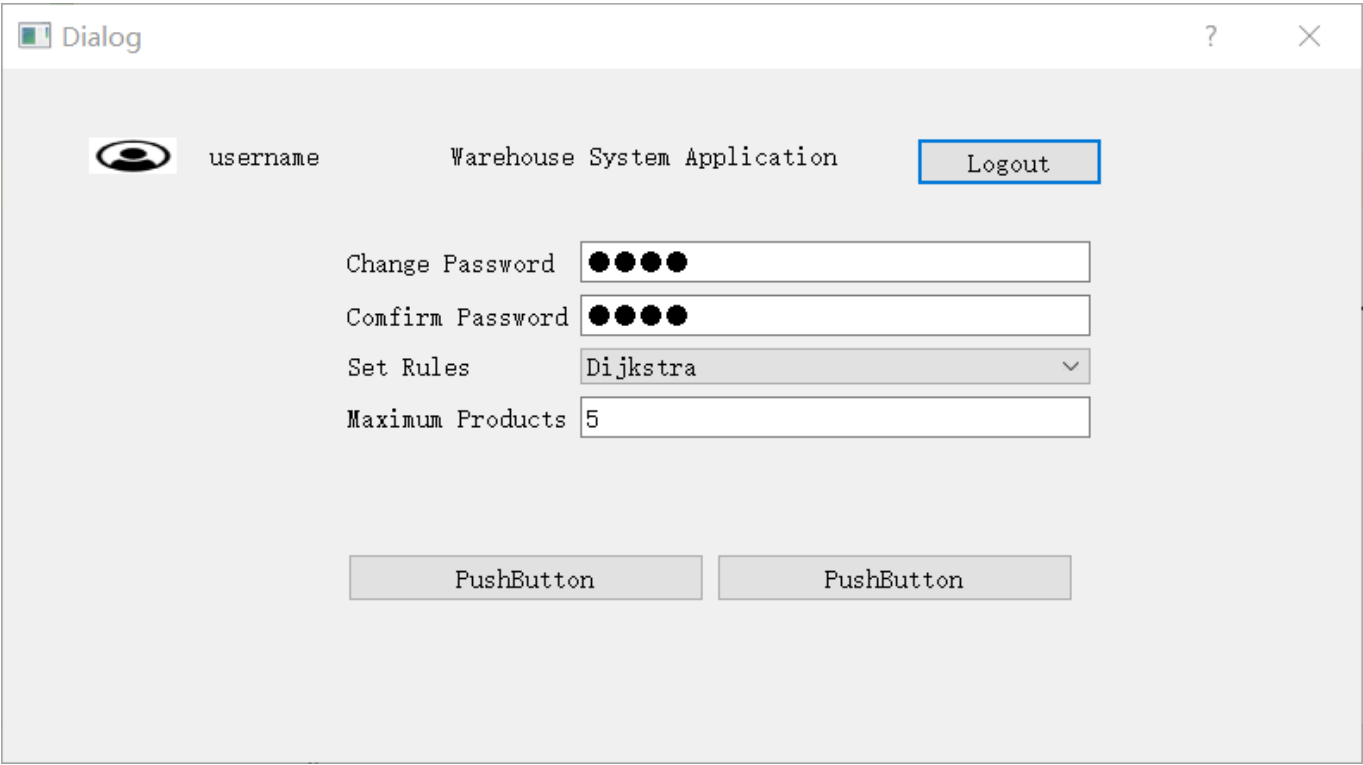 Dialog
username Warehouse System Application Logout
Change Password ●●●●
Comfirm Password ●●●●
Set Rules Dijkstra
Maximum Products 5
PushButton PushButton